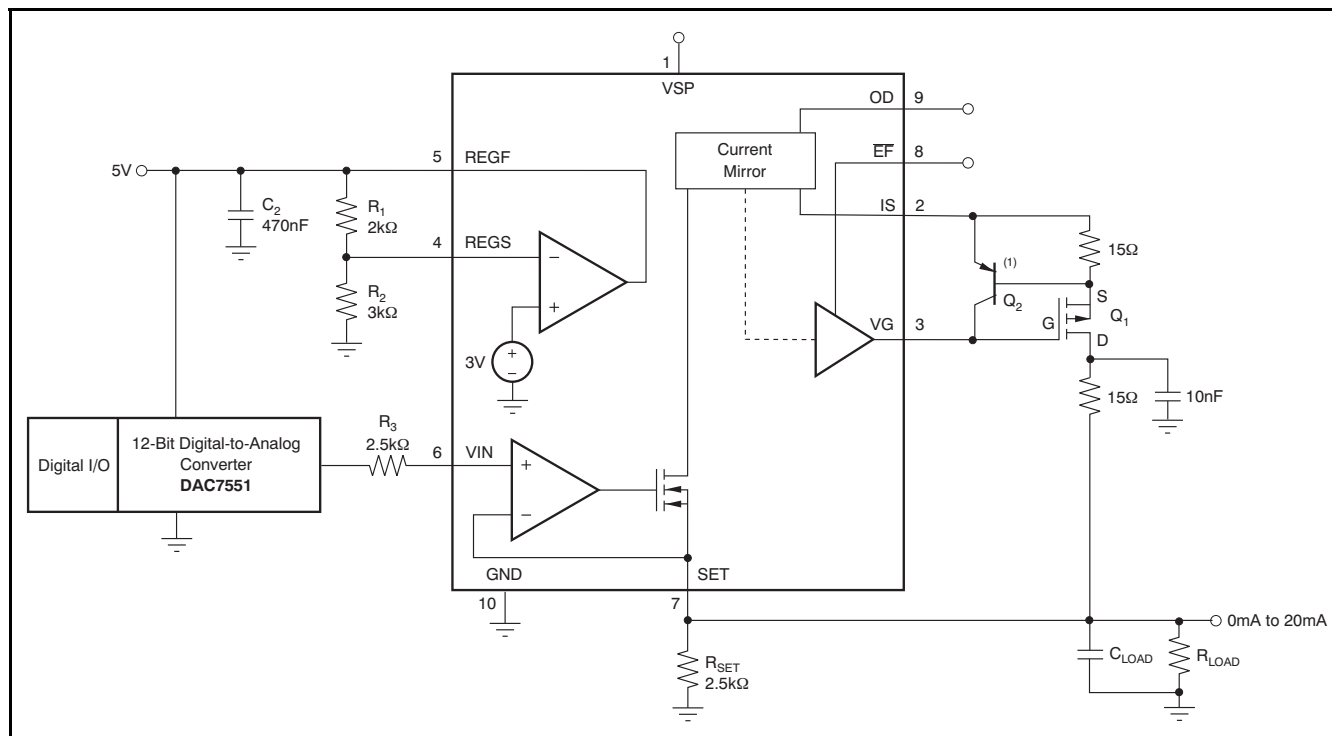 1
VSP
OD 9
EF 8
Current
Mirror
IS 2
5V
5 REGF
C2
470nF
R1
2kΩ
4 REGS
R2
3kΩ
15Ω
(1)
Q2
S
G
Q1
D
VG 3
3V
+
–
–
+
15Ω
10nF
Digital I/O
12-Bit Digital-to-Analog
Converter
DAC7551
R3
2.5kΩ
6 VIN
+
–
GND
SET
10
7
RSET
2.5kΩ
CLOAD
RLOAD
0mA to 20mA